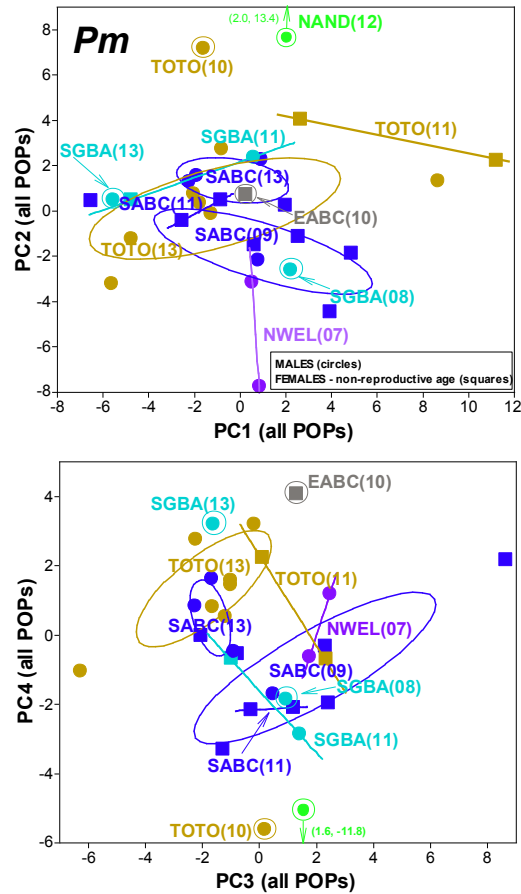 Pm
(2.0, 13.4)
NAND(12)
TOTO(10)
TOTO(11)
SGBA(11)
SGBA(13)
SABC(13)
SABC(11)
EABC(10)
SABC(09)
TOTO(13)
SGBA(08)
NWEL(07)
MALES (circles)
FEMALES - non-reproductive age (squares)
8
6
4
2
0
-2
-4
-6
-8
PC2 (all POPs)
-8 -6 -4 -2 0 2 4 6 8 10 12
PC1 (all POPs)
EABC(10)
SGBA(13)
TOTO(13)
TOTO(11)
SABC(13)
NWEL(07)
SABC(09)
SGBA(08)
SGBA(11)
SABC(11)
TOTO(10)
(1.6, -11.8)
4
2
0
-2
-4
-6
PC4 (all POPs)
-6 -4 -2 0 2 4 6 8
PC3 (all POPs)